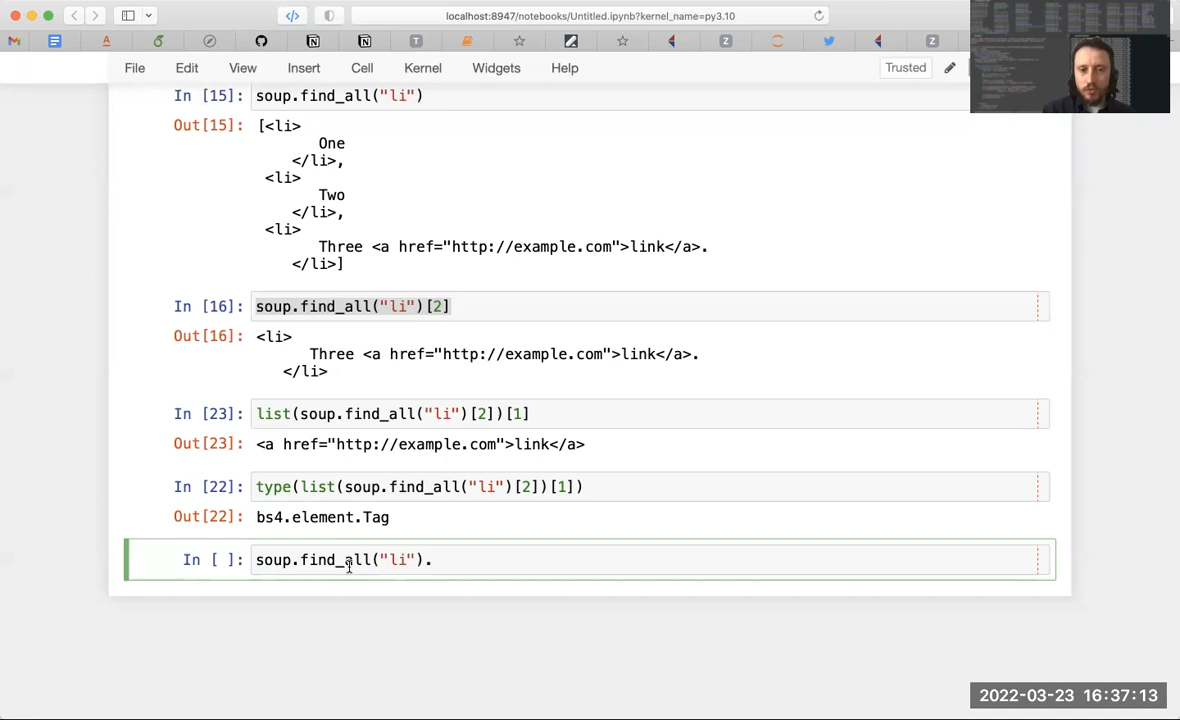 localhost:8947/notebooks/Untitled.ipynb?kernel_name=py3.10
File Edit View Insert Cell Kernel Widgets Help Trusted
In [15]: soup.find_all("li")
Out[15]: [<li>
One
</li>,
<li>
Two
</li>,
<li>
Three <a href="http://example.com">link</a>.
</li>]
In [16]: soup.find_all("li")[2]
Out[16]: <li>
Three <a href="http://example.com">link</a>.
</li>
In [23]: list(soup.find_all("li")[2])[1]
Out[23]: <a href="http://example.com">link</a>
In [22]: type(list(soup.find_all("li")[2])[1])
Out[22]: bs4.element.Tag
In [ ]: soup.find_all("li").
2022-03-23 16:37:13